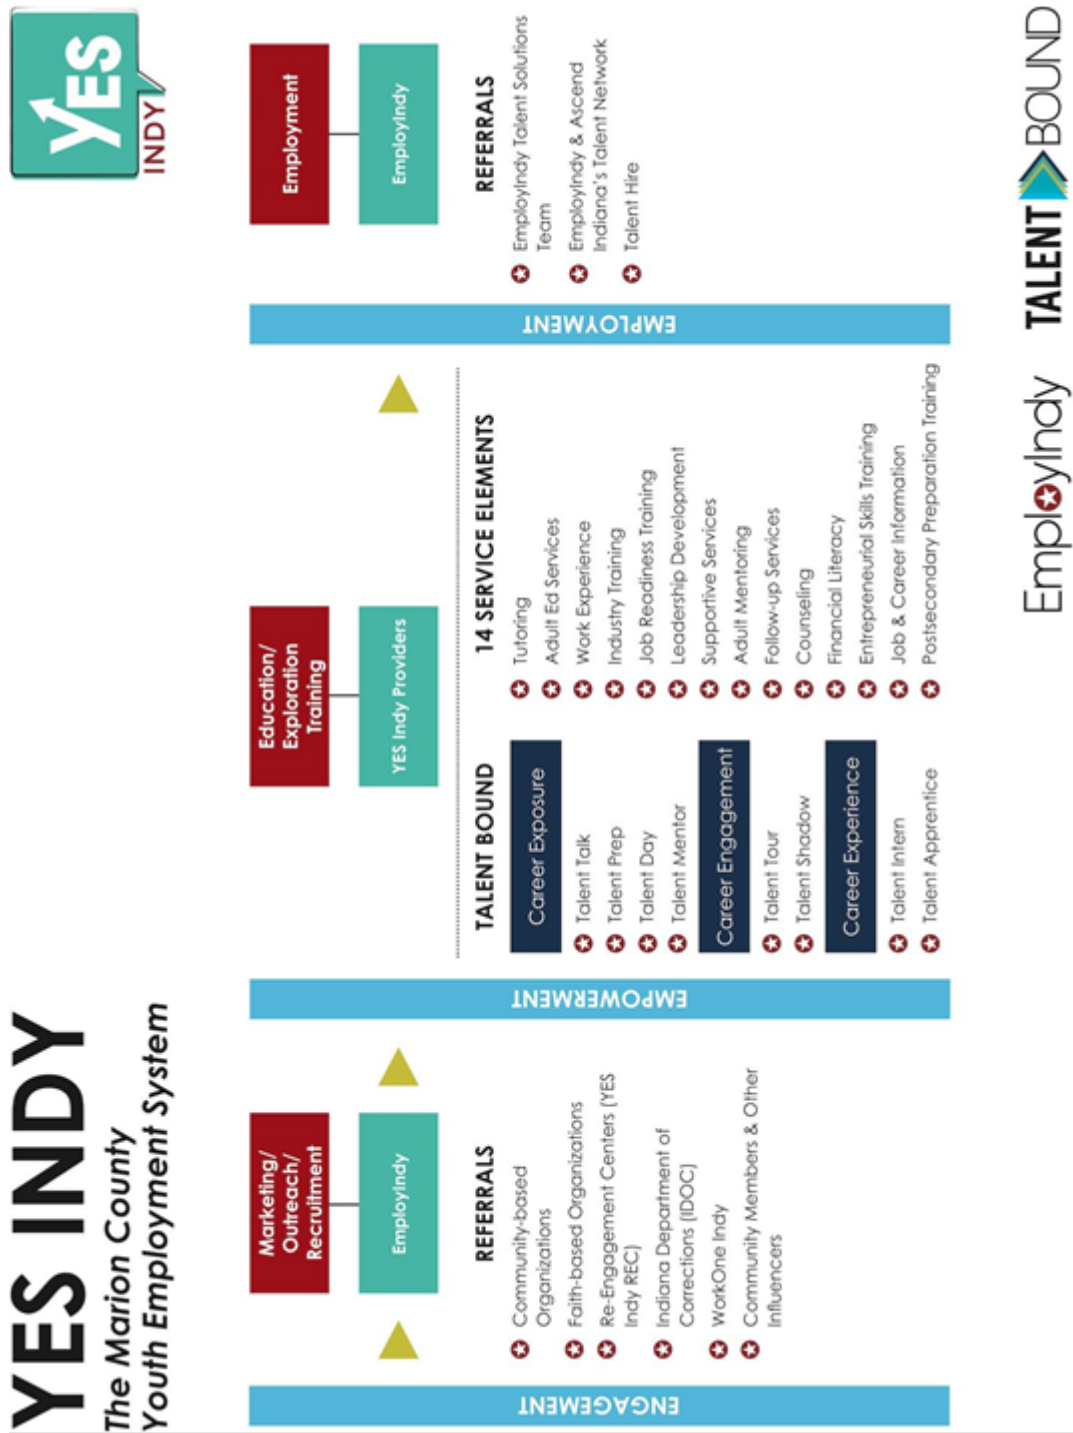 YES INDY
The Marion County
Youth Employment System
YES
INDY
ENGAGEMENT
Marketing/
Outreach/
Recruitment
EmployIndy
REFERRALS
Community-based
Organizations
Faith-based Organizations
Re-Engagement Centers (YES
Indy REC)
Indiana Department of
Corrections (IDOC)
WorkOne Indy
Community Members & Other
Influencers
EMPOWERMENT
Education/
Exploration
Training
YES Indy Providers
TALENT BOUND
Career Exposure
Talent Talk
Talent Prep
Talent Day
Talent Mentor
Career Engagement
Talent Tour
Talent Shadow
Career Experience
Talent Intern
Talent Apprentice
14 SERVICE ELEMENTS
Tutoring
Adult Ed Services
Work Experience
Industry Training
Job Readiness Training
Leadership Development
Supportive Services
Adult Mentoring
Follow-up Services
Counseling
Financial Literacy
Entrepreneurial Skills Training
Job & Career Information
Postsecondary Preparation Training
EMPLOYMENT
Employment
EmployIndy
REFERRALS
EmployIndy Talent Solutions
Team
EmployIndy & Ascend
Indiana's Talent Network
Talent Hire
EmployIndy
TALENT BOUND